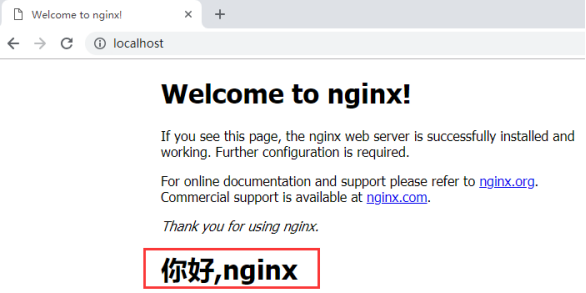 Welcome to nginx!
localhost
Welcome to nginx!
If you see this page, the nginx web server is successfully installed and
working. Further configuration is required.
For online documentation and support please refer to nginx.org.
Commercial support is available at nginx.com.
Thank you for using nginx.
你好,nginx